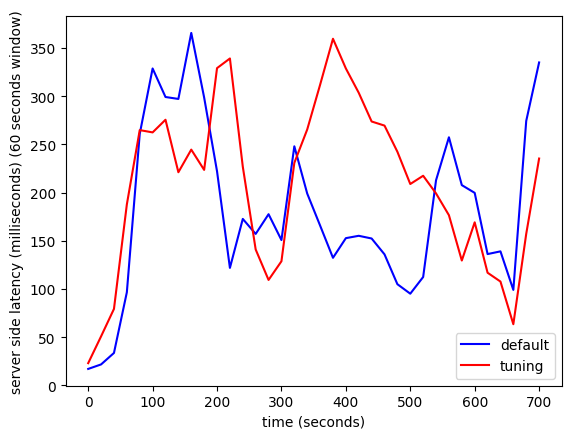 server side latency (milliseconds) (60 seconds window)
350
300
250
200
150
100
50
0
0 100 200 300 400 500 600 700
time (seconds)
default
tuning